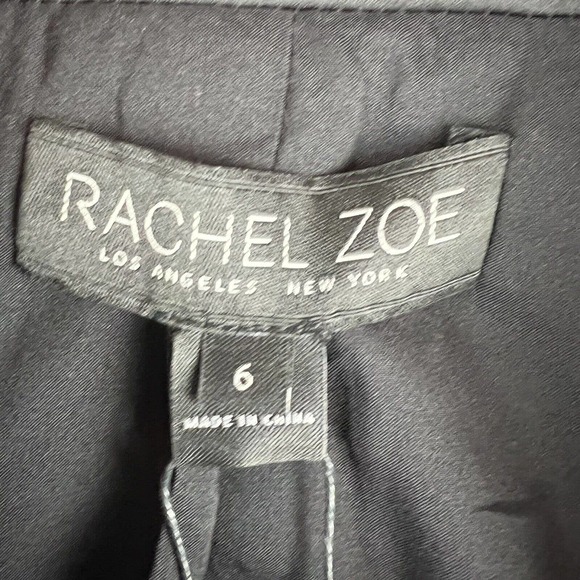 RACHEL ZOE
LOS ANGELES NEW YORK
6
MADE IN CHINA